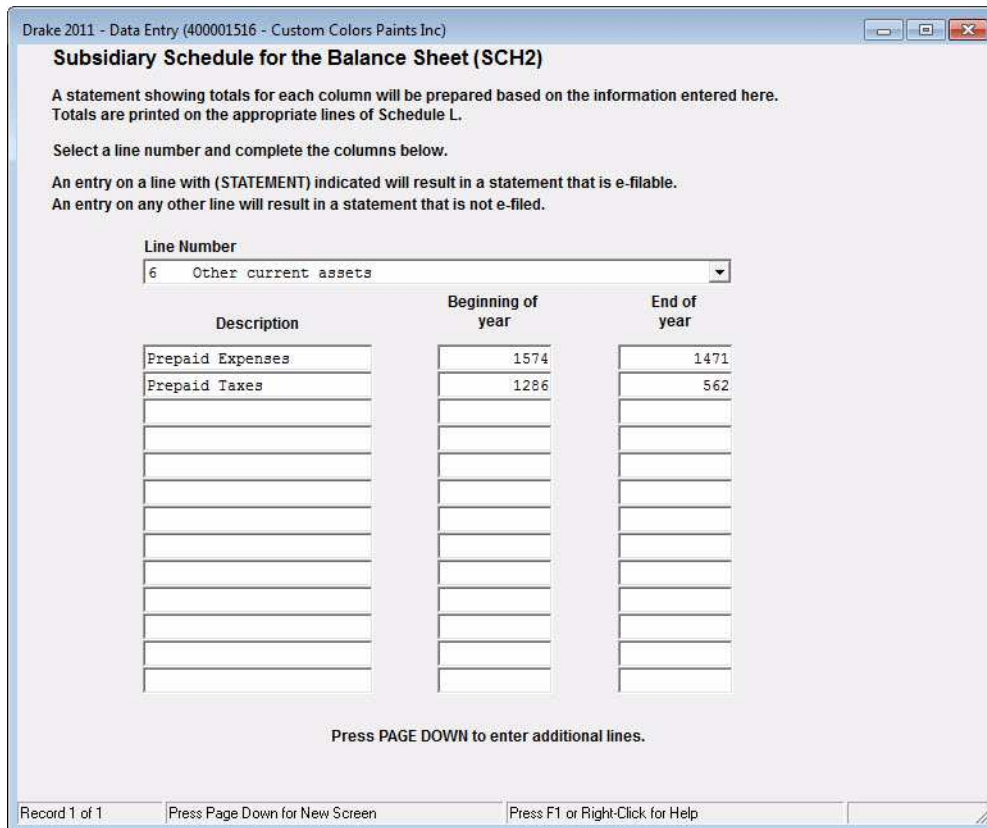 Drake 2011 - Data Entry (400001516 - Custom Colors Paints Inc)
Subsidiary Schedule for the Balance Sheet (SCH2)
A statement showing totals for each column will be prepared based on the information entered here.
Totals are printed on the appropriate lines of Schedule L.
Select a line number and complete the columns below.
An entry on a line with (STATEMENT) indicated will result in a statement that is e-filable.
An entry on any other line will result in a statement that is not e-filed.
Line Number
6 Other current assets
Description Beginning of year End of year
Prepaid Expenses 1574 1471
Prepaid Taxes 1286 562
Press PAGE DOWN to enter additional lines.
Record 1 of 1 Press Page Down for New Screen Press F1 or Right-Click for Help